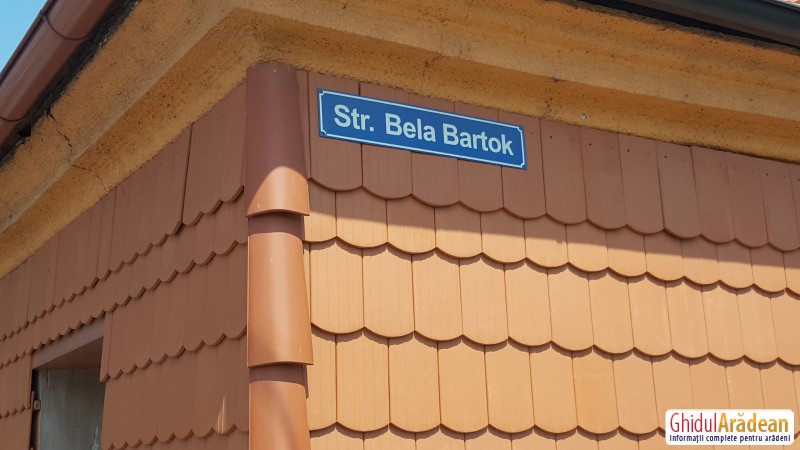 Str. Bela Bartok
GhidulArădean
Informații complete pentru arădeni